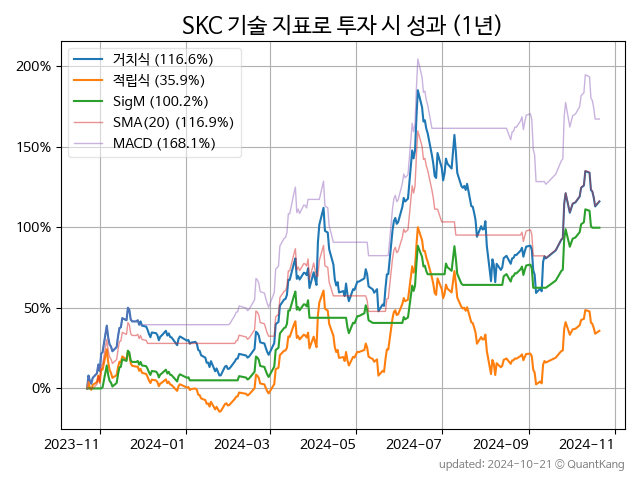 SKC 기술 지표로 투자 시 성과 (1년)
거치식 (116.6%)
적립식 (35.9%)
SigM (100.2%)
SMA(20) (116.9%)
MACD (168.1%)
200%
150%
100%
50%
0%
2023-11 2024-01 2024-03 2024-05 2024-07 2024-09 2024-11
updated: 2024-10-21 © QuantKang